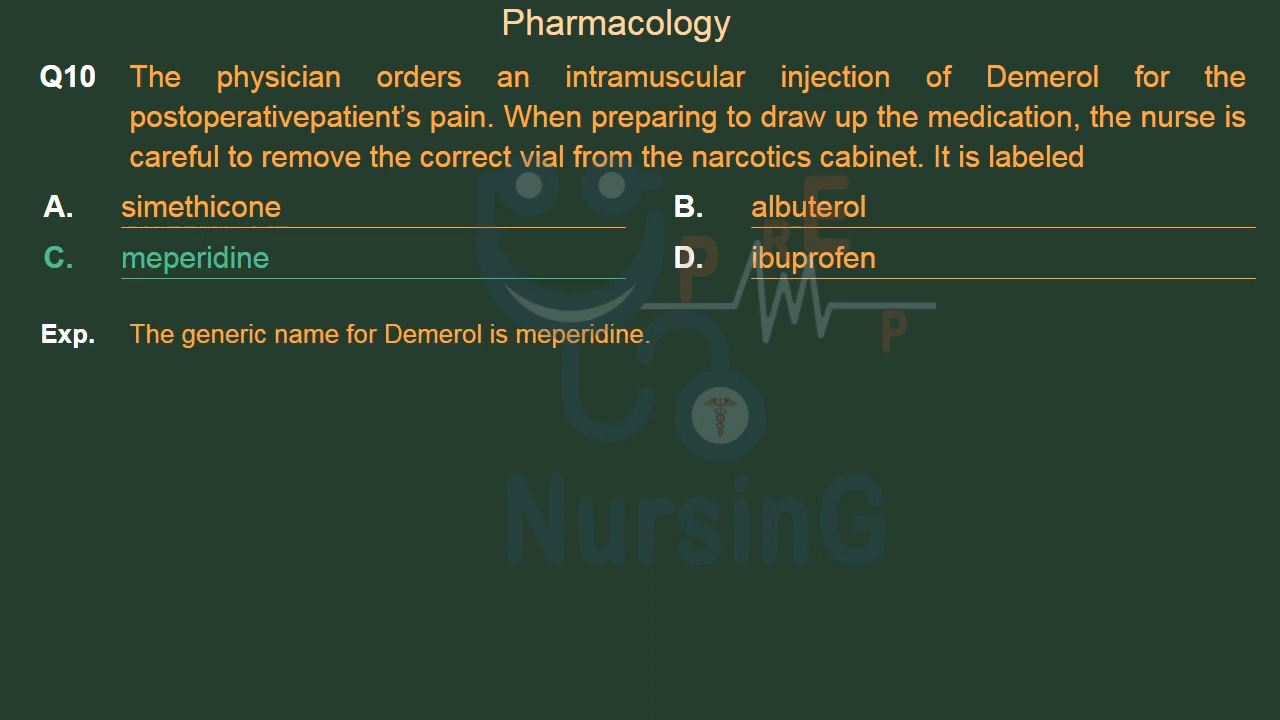 Pharmacology
Q10 The physician orders an intramuscular injection of Demerol for the
postoperativepatient’s pain. When preparing to draw up the medication, the nurse is
careful to remove the correct vial from the narcotics cabinet. It is labeled
A. simethicone B. albuterol
C. meperidine D. ibuprofen
Exp. The generic name for Demerol is meperidine.
PREP
NursinG